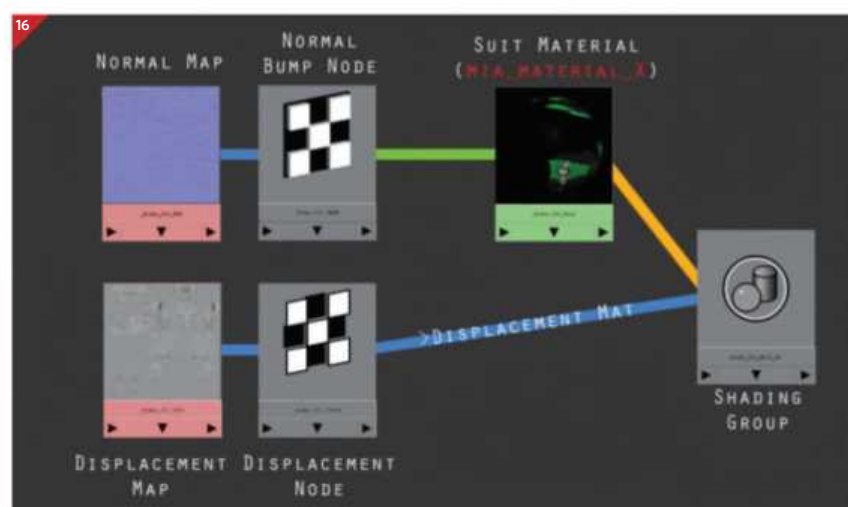 16
NORMAL MAP
NORMAL
BUMP NODE
SUIT MATERIAL
(MIA_MATERIAL_X)
>DISPLACEMENT MAT
SHADING
GROUP
DISPLACEMENT
MAP
DISPLACEMENT
NODE